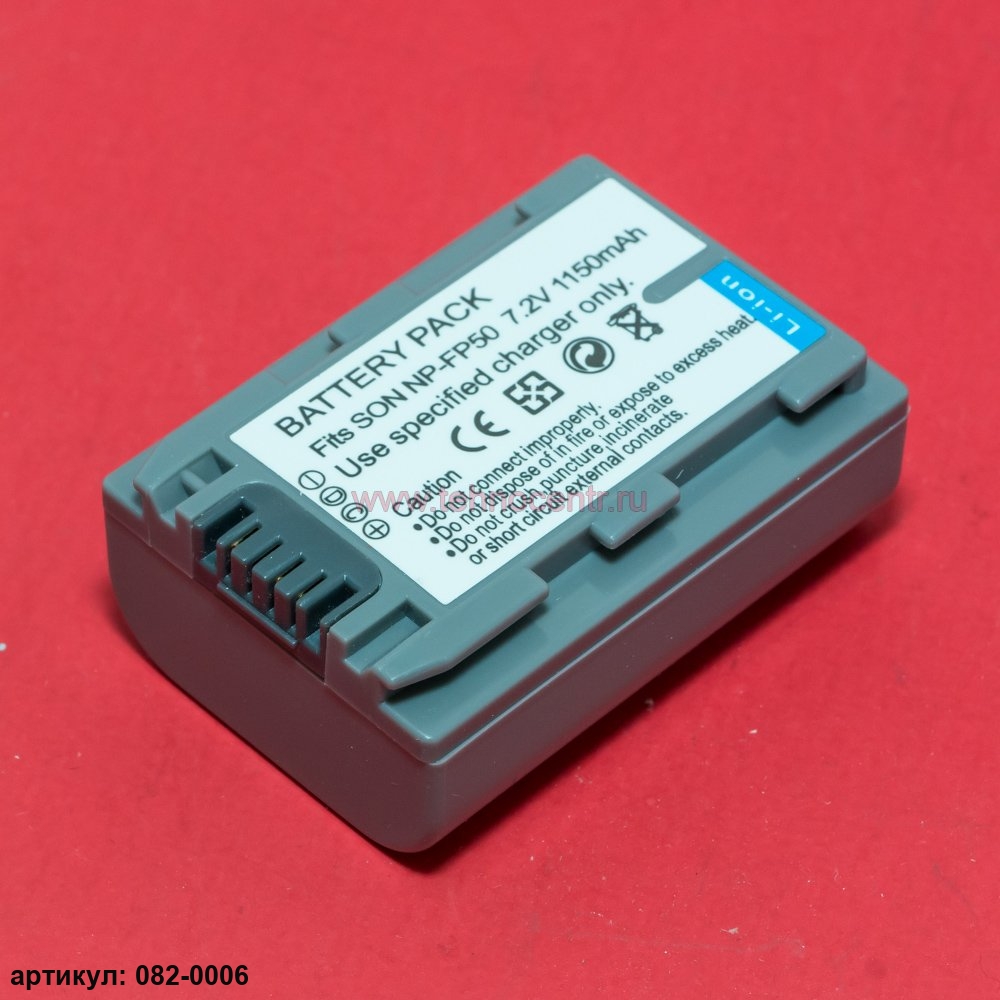 BATTERY PACK
Fits SON NP-FP50 7.2V 1150mAh
Use specified charger only.
Li-ion
CE
Caution
•Do not connect improperly.
•Do not dispose of in fire or expose to excess heat.
•Do not crush,puncture,incinerate
or short circuit external contacts.
www.tehnocentr.ru
артикул: 082-0006